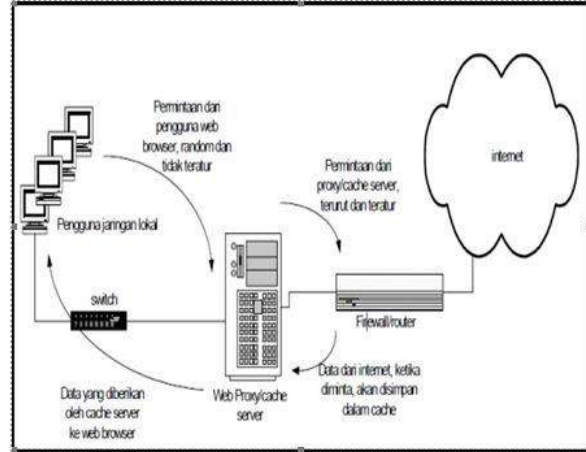 Permintaan dari
pengguna web
browser, random dan
tidak teratur
Permintaan dari
proxy/cache server,
terurut dan teratur
internet
Pengguna jaringan lokal
switch
Firewall/router
Data yang diberikan
oleh cache server
ke web browser
Web Proxy/cache
server
Data dari internet, ketika
diminta, akan disimpan
dalam cache